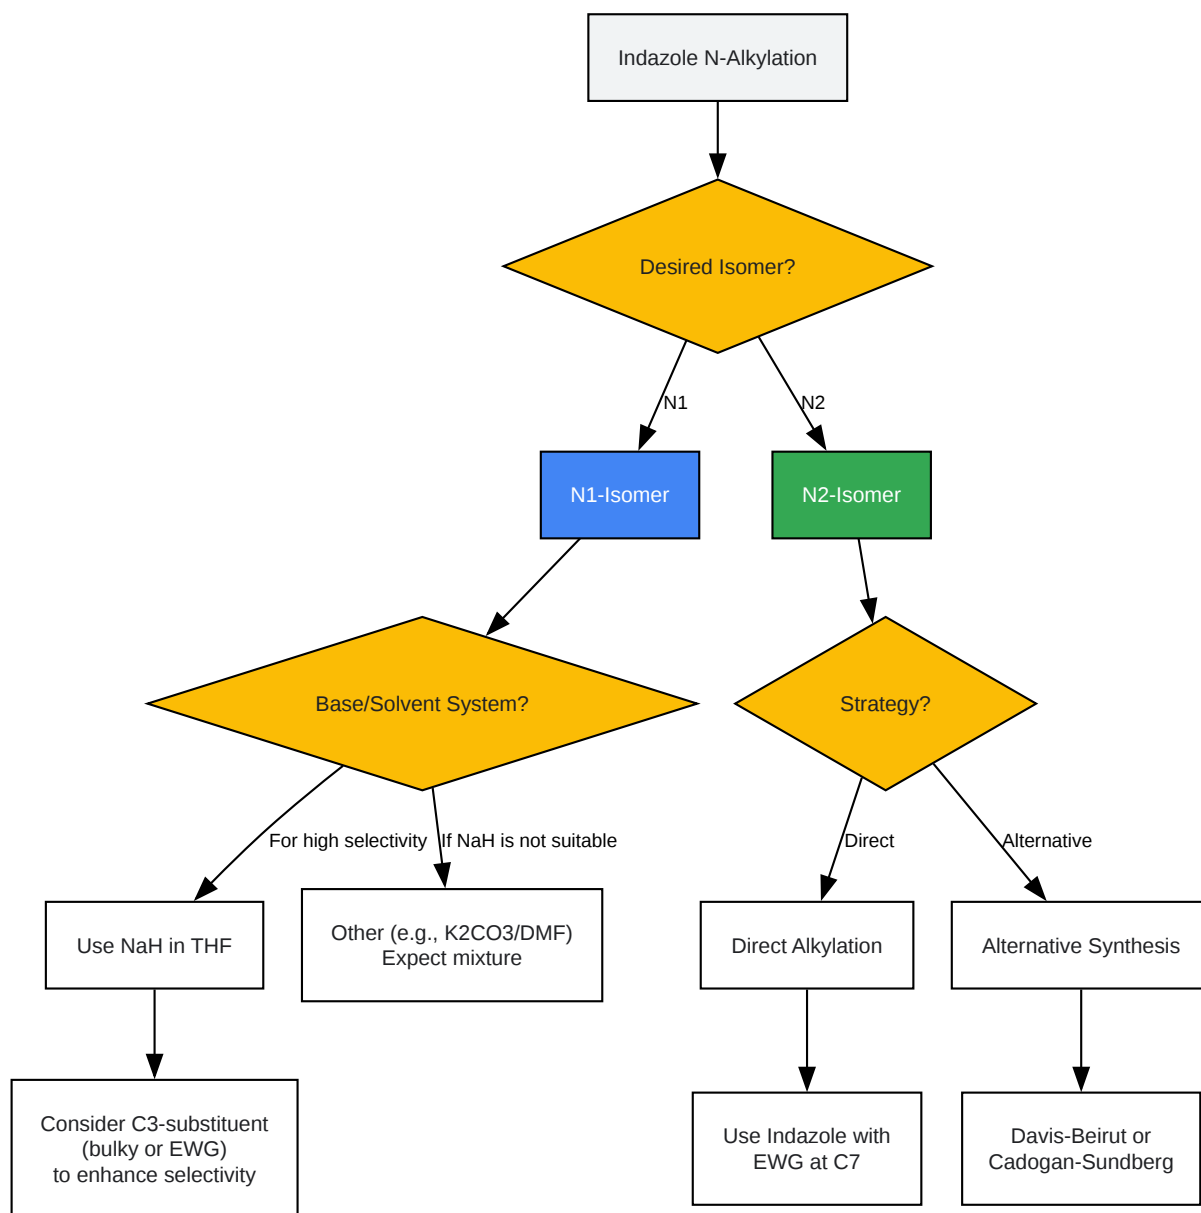 Indazole N-Alkylation
Desired Isomer?
N1
N2
N1-Isomer
N2-Isomer
Base/Solvent System?
Strategy?
For high selectivity
If NaH is not suitable
Direct
Alternative
Use NaH in THF
Other (e.g., K2CO3/DMF)
Expect mixture
Direct Alkylation
Alternative Synthesis
Consider C3-substituent
(bulky or EWG)
to enhance selectivity
Use Indazole with
EWG at C7
Davis-Beirut or
Cadogan-Sundberg